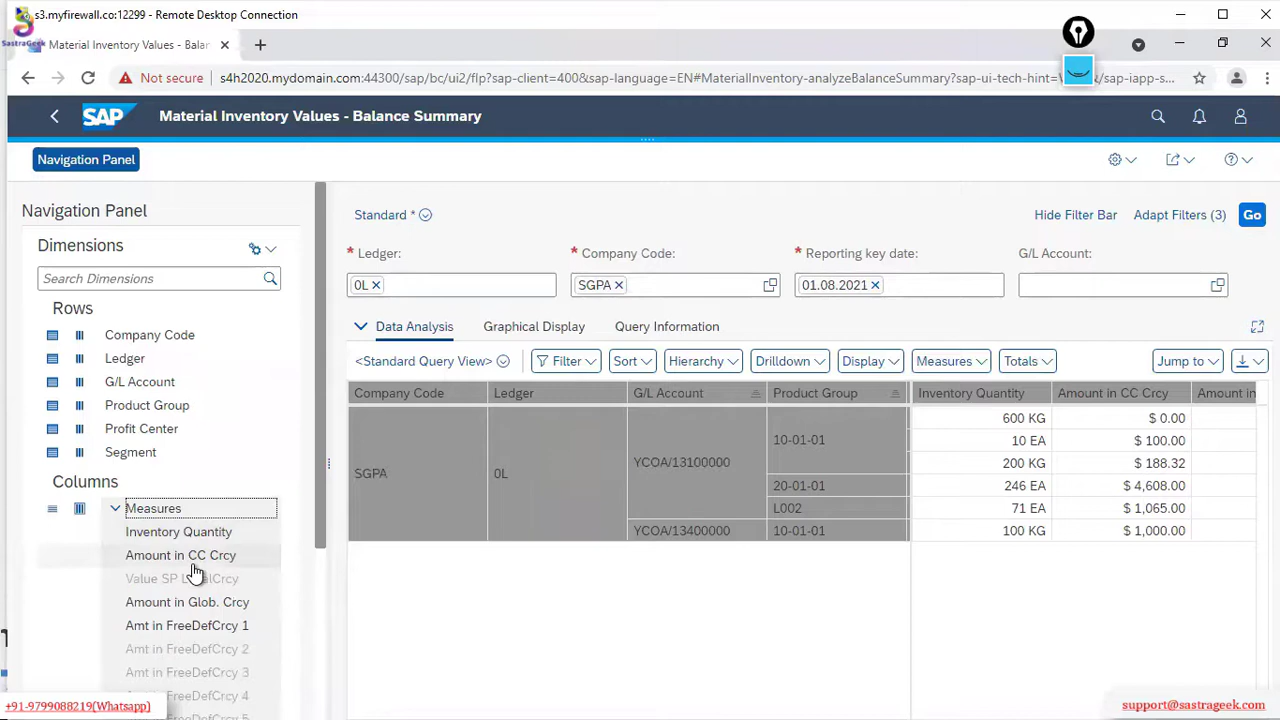 s3.myfirewall.co:12299 - Remote Desktop Connection
SastraGeek
Material Inventory Values - Balar
Not secure s4h2020.mydomain.com:44300/sap/bc/ui2/flp?sap-client=400&sap-language=EN#MaterialInventory-analyzeBalanceSummary?sap-ui-tech-hint=
/sap-iapp-s...
SAP Material Inventory Values - Balance Summary
Navigation Panel
Navigation Panel
Dimensions
Search Dimensions
Rows
Company Code
Ledger
G/L Account
Product Group
Profit Center
Segment
Columns
Measures
Inventory Quantity
Amount in CC Crcy
Value SP
Crcy
Amount in Glob. Crcy
Amt in FreeDefCrcy 1
Amt in FreeDefCrcy 2
Amt in FreeDefCrcy 3
Amt in FreeDefCrcy 4
Standard *
Hide Filter Bar Adapt Filters (3) Go
* Ledger: * Company Code: * Reporting key date: G/L Account:
0L SGPA 01.08.2021
Data Analysis Graphical Display Query Information
<Standard Query View> Filter Sort Hierarchy Drilldown Display Measures Totals Jump to
Company Code Ledger G/L Account Product Group Inventory Quantity Amount in CC Crcy Amount in
SGPA 0L YCOA/13100000 10-01-01 600 KG $ 0.00
10 EA $ 100.00
200 KG $ 188.32
20-01-01 246 EA $ 4,608.00
L002 71 EA $ 1,065.00
YCOA/13400000 10-01-01 100 KG $ 1,000.00
+91-9799088219(Whatsapp)
support@sastrageek.com